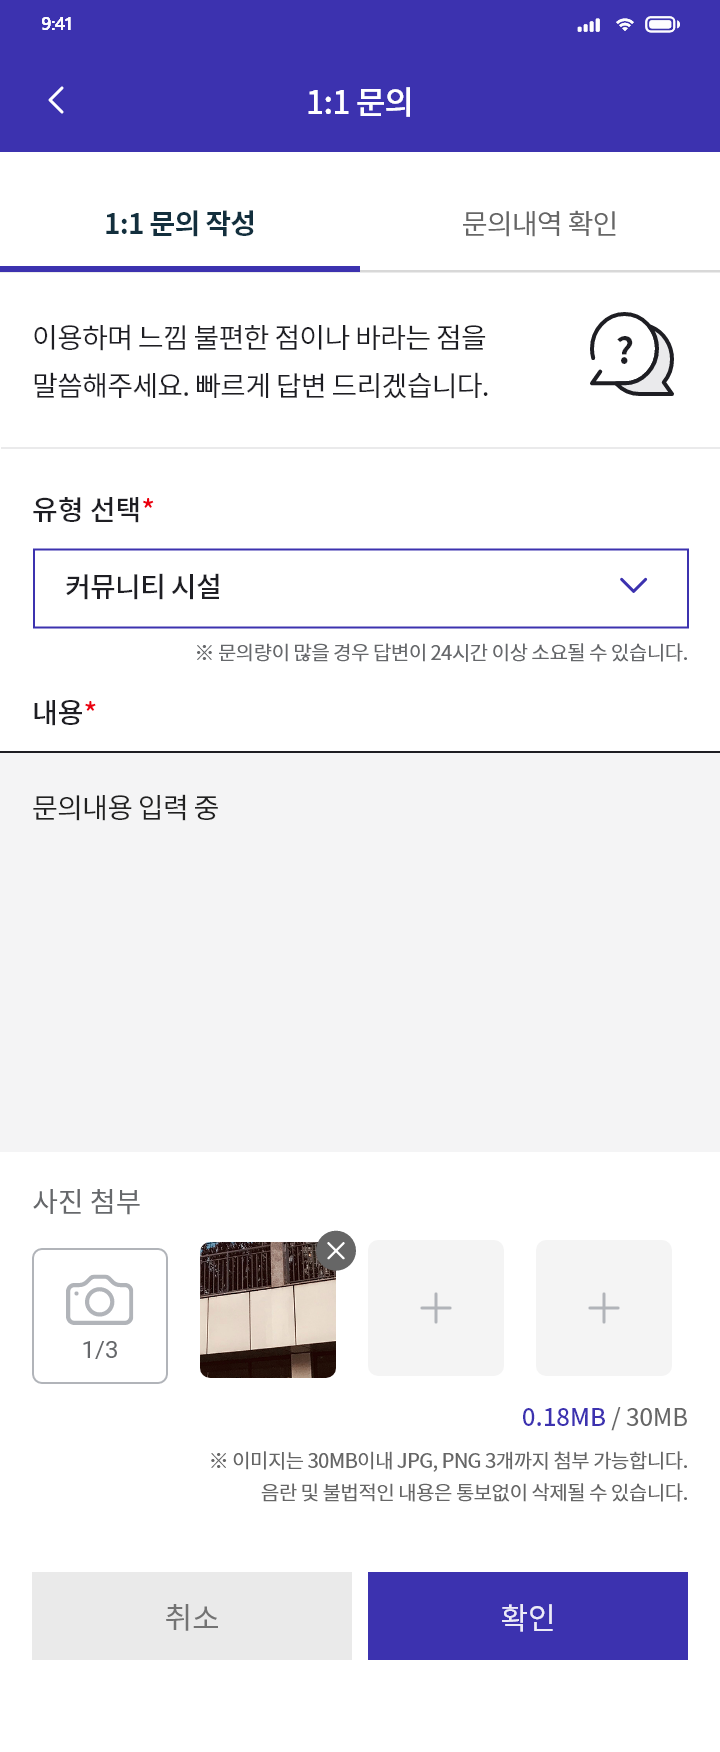 9:41
1:1 문의
1:1 문의 작성
문의내역 확인
이용하며 느낌 불편한 점이나 바라는 점을
말씀해주세요. 빠르게 답변 드리겠습니다.
?
유형 선택*
커뮤니티 시설
※ 문의량이 많을 경우 답변이 24시간 이상 소요될 수 있습니다.
내용*
문의내용 입력 중
사진 첨부
1/3
0.18MB / 30MB
※ 이미지는 30MB이내 JPG, PNG 3개까지 첨부 가능합니다.
음란 및 불법적인 내용은 통보없이 삭제될 수 있습니다.
취소
확인